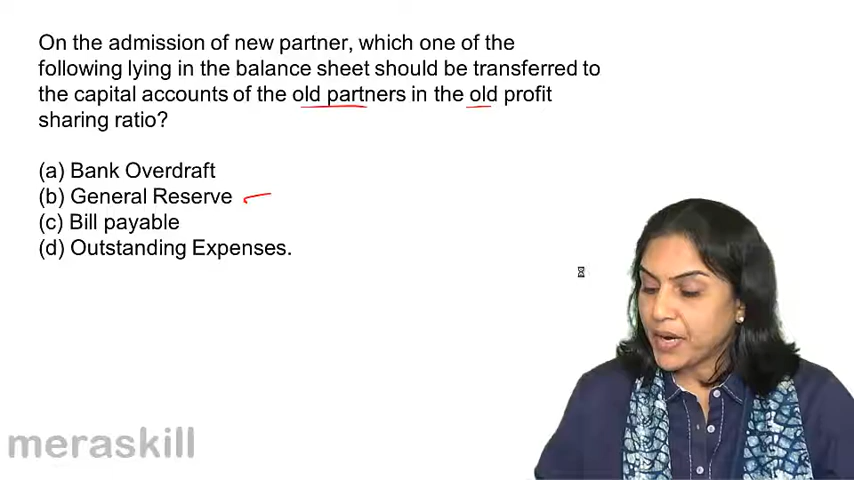 On the admission of new partner, which one of the
following lying in the balance sheet should be transferred to
the capital accounts of the old partners in the old profit
sharing ratio?
(a) Bank Overdraft
(b) General Reserve
(c) Bill payable
(d) Outstanding Expenses.
meraskill